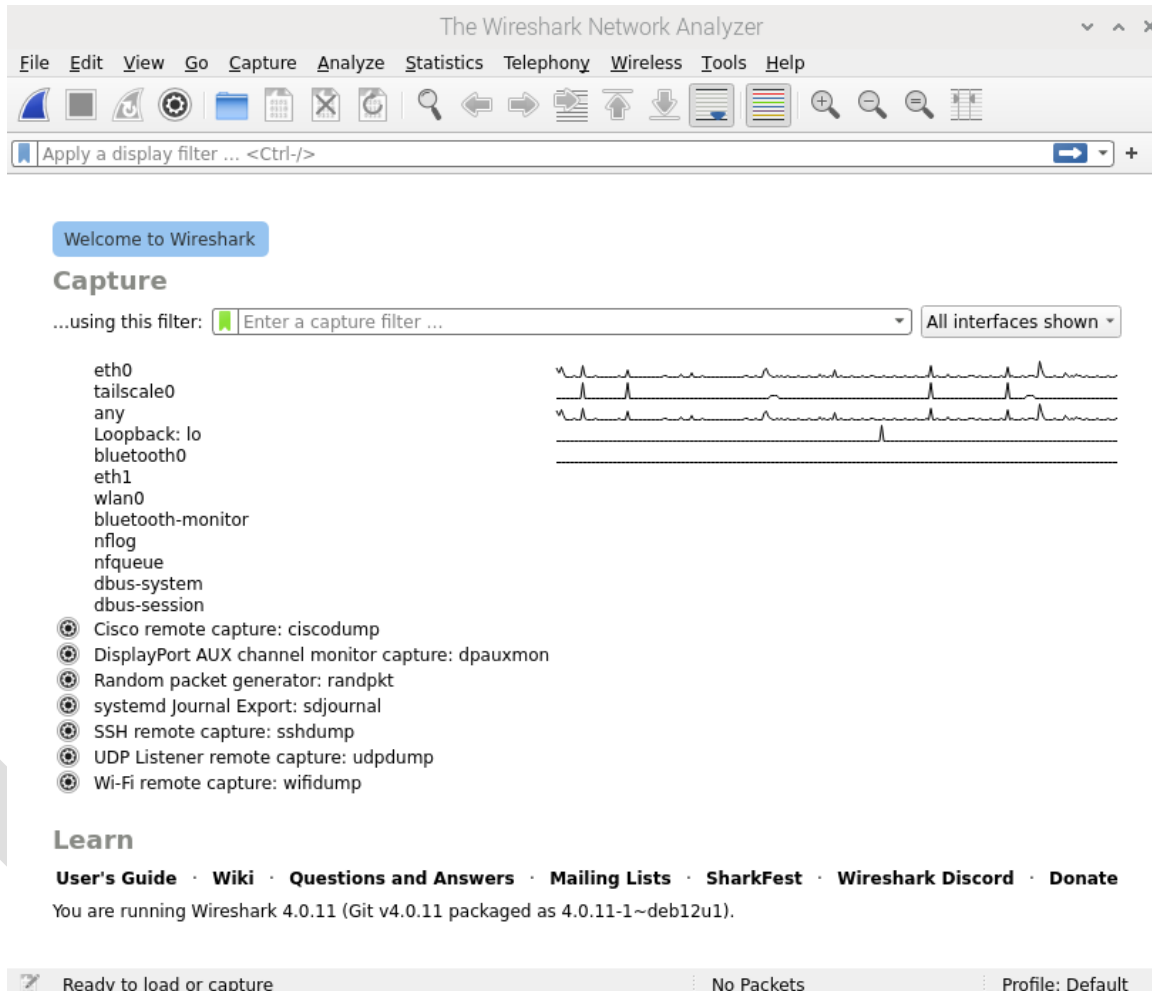 The Wireshark Network Analyzer
File Edit View Go Capture Analyze Statistics Telephony Wireless Tools Help
Apply a display filter ... <Ctrl-/>
+
Welcome to Wireshark
Capture
...using this filter: Enter a capture filter ... All interfaces shown
eth0
tailscale0
any
Loopback: lo
bluetooth0
eth1
wlan0
bluetooth-monitor
nflog
nfqueue
dbus-system
dbus-session
Cisco remote capture: ciscodump
DisplayPort AUX channel monitor capture: dpauxmon
Random packet generator: randpkt
systemd Journal Export: sdjournal
SSH remote capture: sshdump
UDP Listener remote capture: udpdump
Wi-Fi remote capture: wifidump
Learn
User's Guide · Wiki · Questions and Answers · Mailing Lists · SharkFest · Wireshark Discord · Donate
You are running Wireshark 4.0.11 (Git v4.0.11 packaged as 4.0.11-1~deb12u1).
Ready to load or capture No Packets Profile: Default